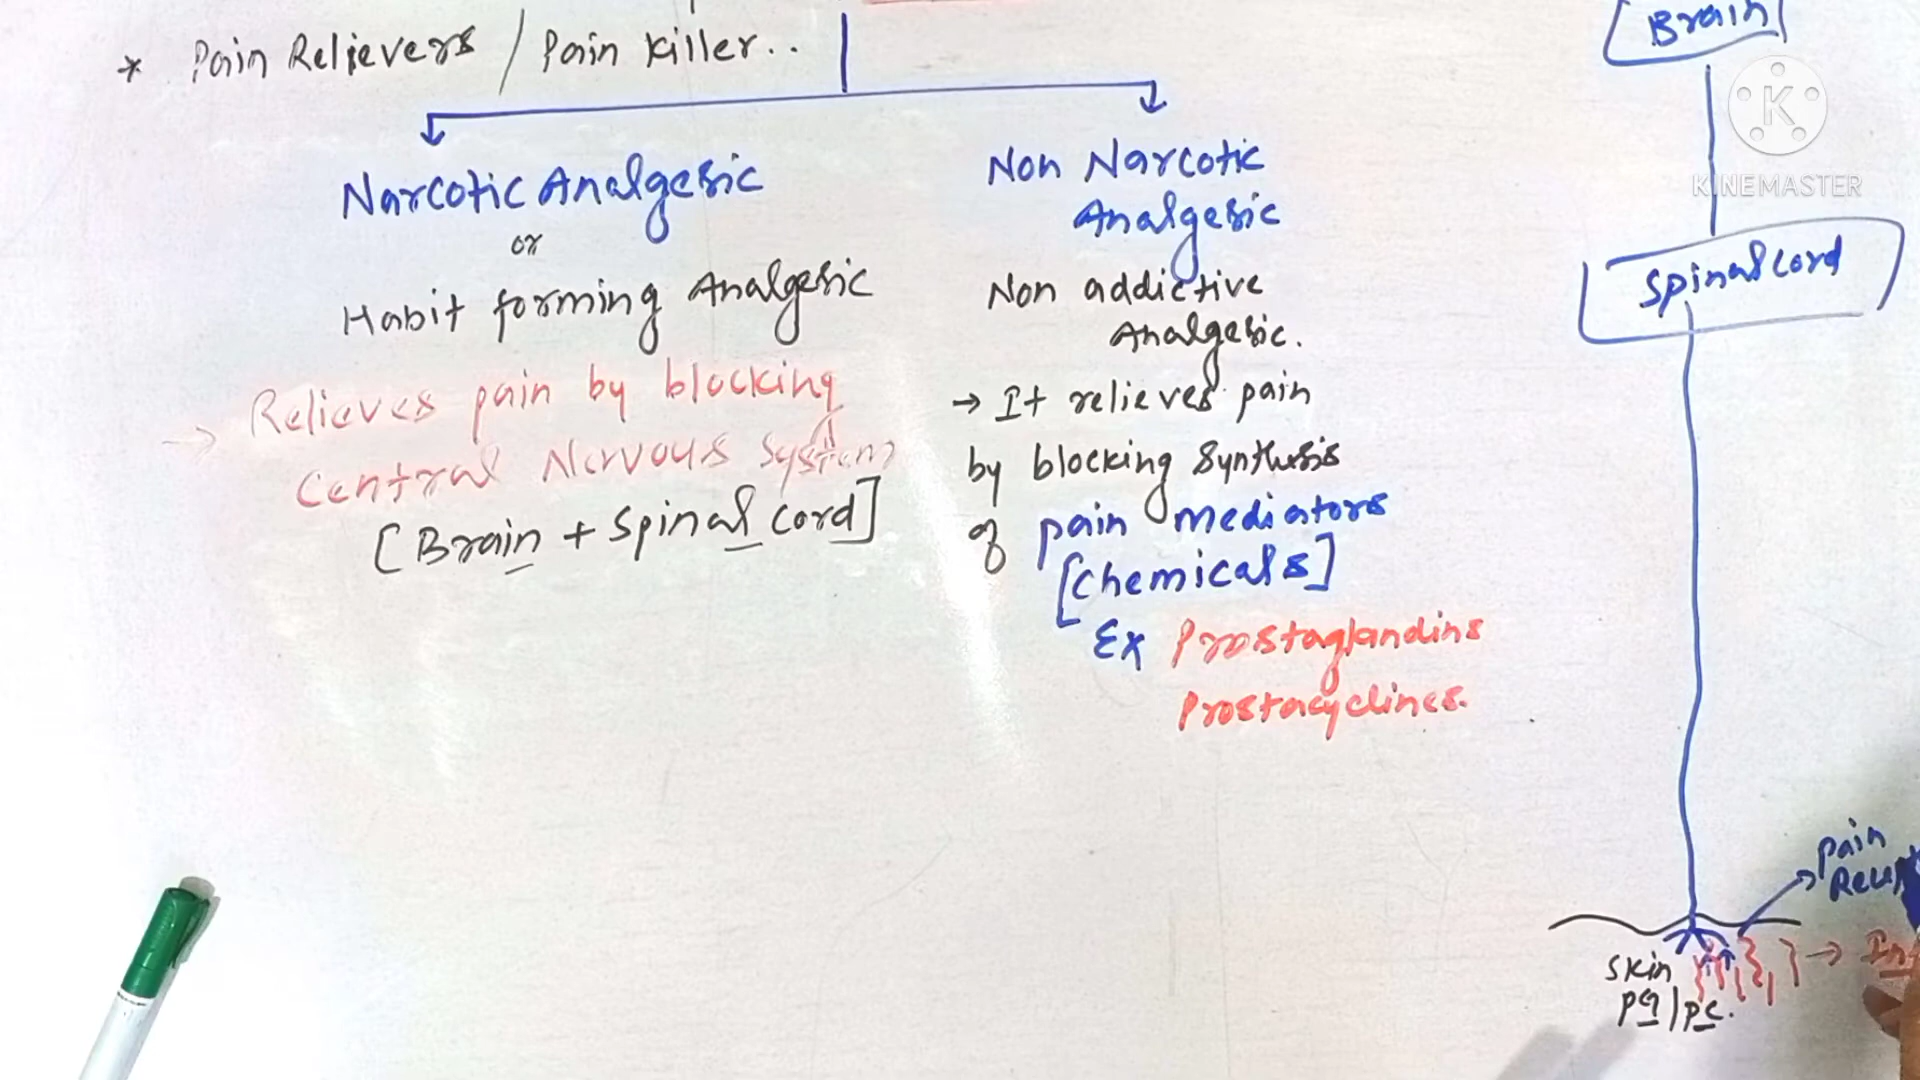 * Pain Relievers / Pain killer..
Narcotic Analgesic
or
Habit forming Analgesic
→ Relieves pain by blocking
Central Nervous System
[Brain + Spinal cord]
Non Narcotic
Analgesic
Non addictive
Analgesic.
→ It relieves pain
by blocking synthesis
of pain mediators
[Chemicals]
Ex Prostaglandins
Prostacyclines.
Brain
KINEMASTER
Spinal cord
Pain
skin
PG/PC.